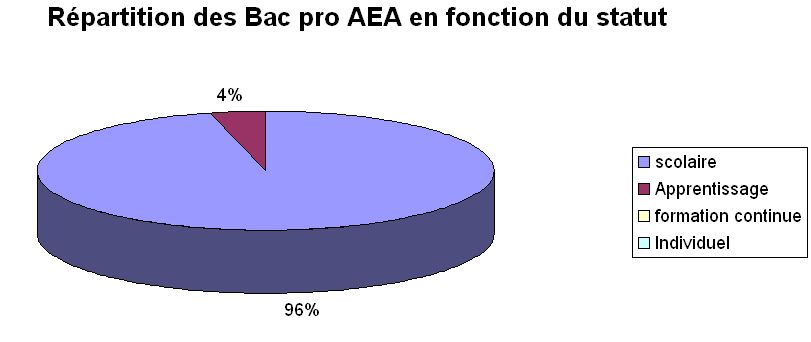 Répartition des Bac pro AEA en fonction du statut
4%
scolaire
Apprentissage
formation continue
Individuel
96%